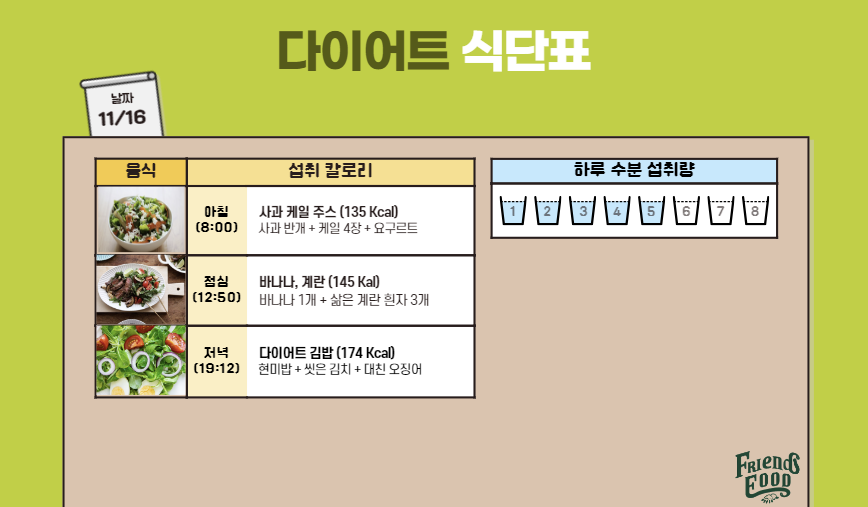 다이어트 식단표
날짜
11/16
음식
섭취 칼로리
아침
(8:00)
사과 케일 주스 (135 Kcal)
사과 반개 + 케일 4장 + 요구르트
점심
(12:50)
바나나, 계란 (145 Kal)
바나나 1개 + 삶은 계란 흰자 3개
저녁
(19:12)
다이어트 김밥 (174 Kcal)
현미밥 + 씻은 김치 + 대친 오징어
하루 수분 섭취량
1 2 3 4 5 6 7 8
FRIENDS
FOOD